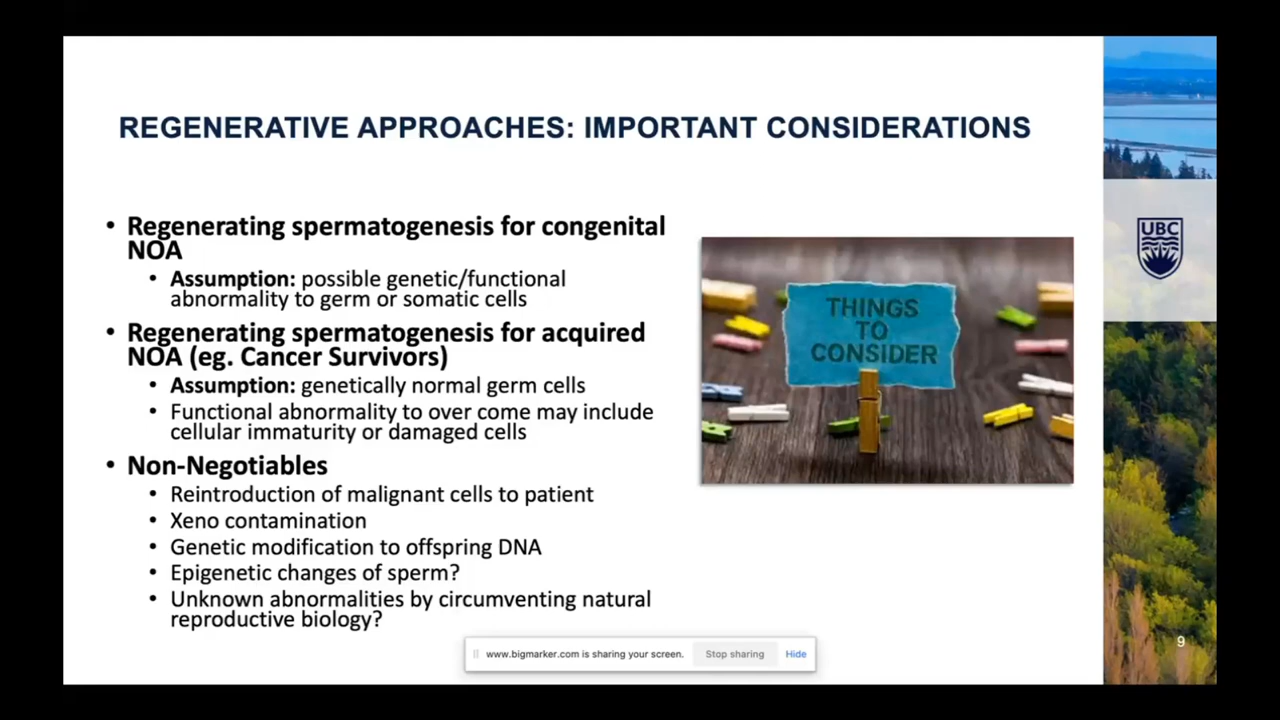 REGENERATIVE APPROACHES: IMPORTANT CONSIDERATIONS
• Regenerating spermatogenesis for congenital
NOA
• Assumption: possible genetic/functional
abnormality to germ or somatic cells
• Regenerating spermatogenesis for acquired
NOA (eg. Cancer Survivors)
• Assumption: genetically normal germ cells
• Functional abnormality to over come may include
cellular immaturity or damaged cells
• Non-Negotiables
• Reintroduction of malignant cells to patient
• Xeno contamination
• Genetic modification to offspring DNA
• Epigenetic changes of sperm?
• Unknown abnormalities by circumventing natural
reproductive biology?
THINGS
TO
CONSIDER
UBC
9
www.bigmarker.com is sharing your screen. Stop sharing Hide